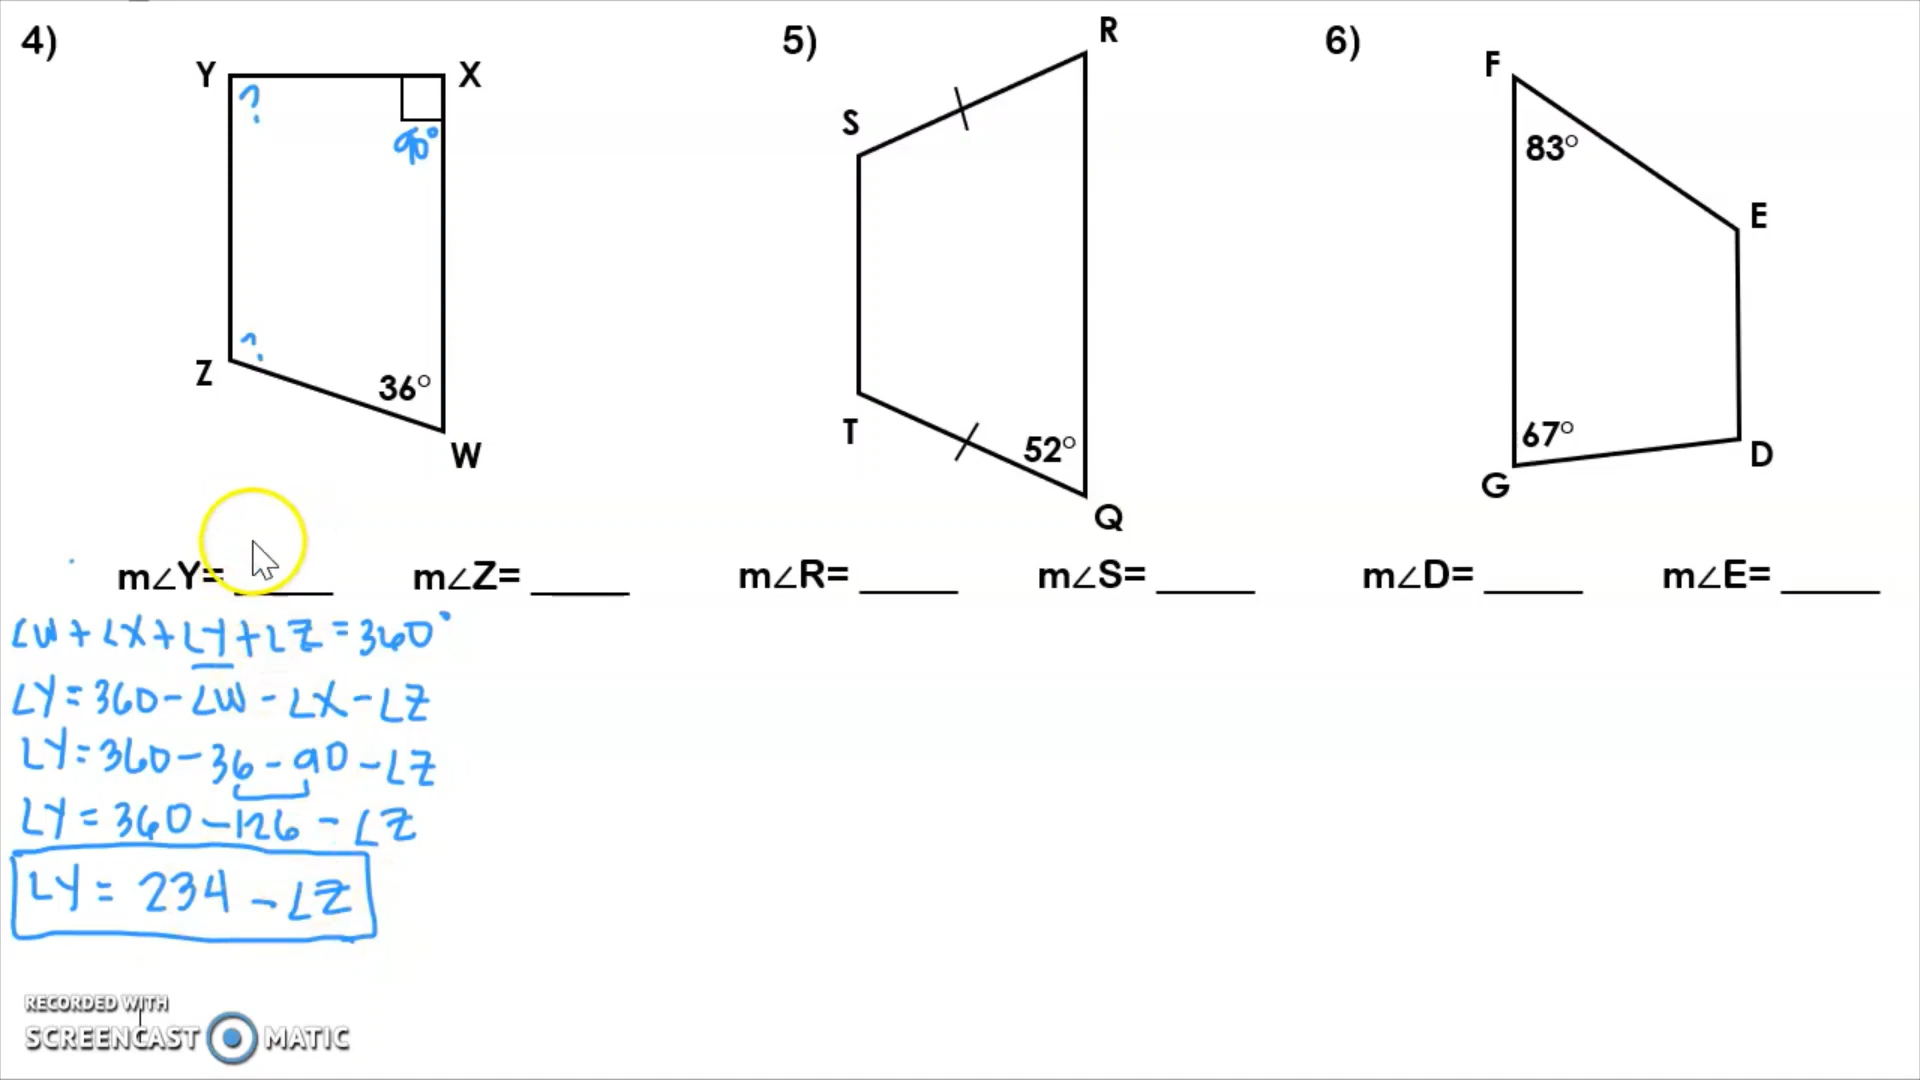 4)
Y
X
?
90°
Z
?
36°
W
m∠Y= _____
m∠Z= _____
∠W + ∠X + ∠Y + ∠Z = 360°
∠Y = 360 - ∠W - ∠X - ∠Z
∠Y = 360 - 36 - 90 - ∠Z
∠Y = 360 - 126 - ∠Z
∠Y = 234 - ∠Z
5)
R
S
T
52°
Q
m∠R= _____
m∠S= _____
6)
F
83°
E
67°
D
G
m∠D= _____
m∠E= _____
RECORDED WITH
SCREENCAST MATIC